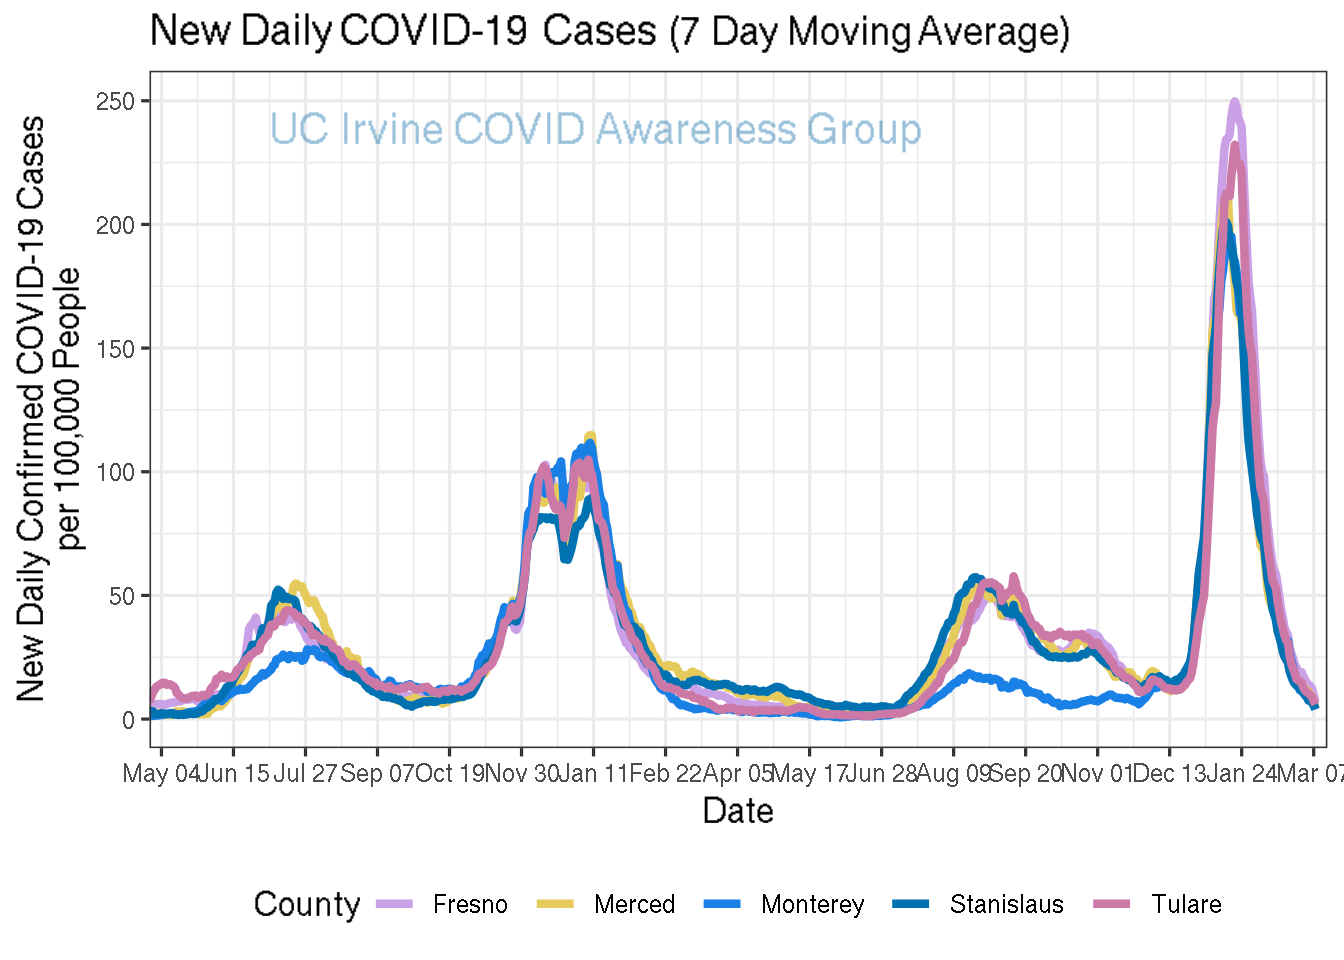 New Daily COVID-19 Cases (7 Day Moving Average)
UC Irvine COVID Awareness Group
New Daily Confirmed COVID-19 Cases
per 100,000 People
250
200
150
100
50
0
May 04 Jun 15 Jul 27 Sep 07 Oct 19 Nov 30 Jan 11 Feb 22 Apr 05 May 17 Jun 28 Aug 09 Sep 20 Nov 01 Dec 13 Jan 24 Mar 07
Date
County Fresno Merced Monterey Stanislaus Tulare